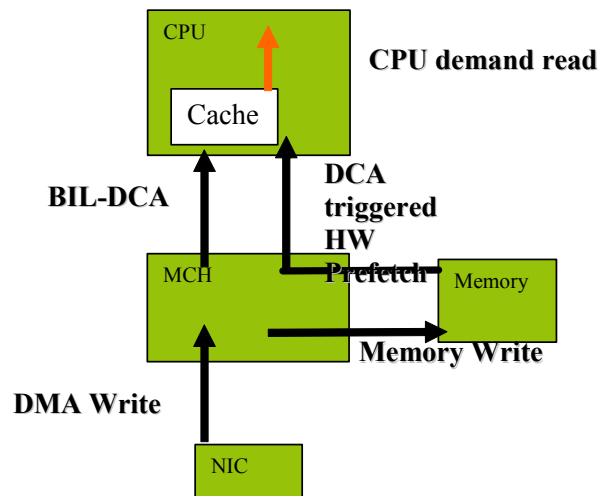 CPU
CPU demand read
Cache
BIL-DCA
DCA
triggered
HW
Prefetch
MCH
Memory
Memory Write
DMA Write
NIC